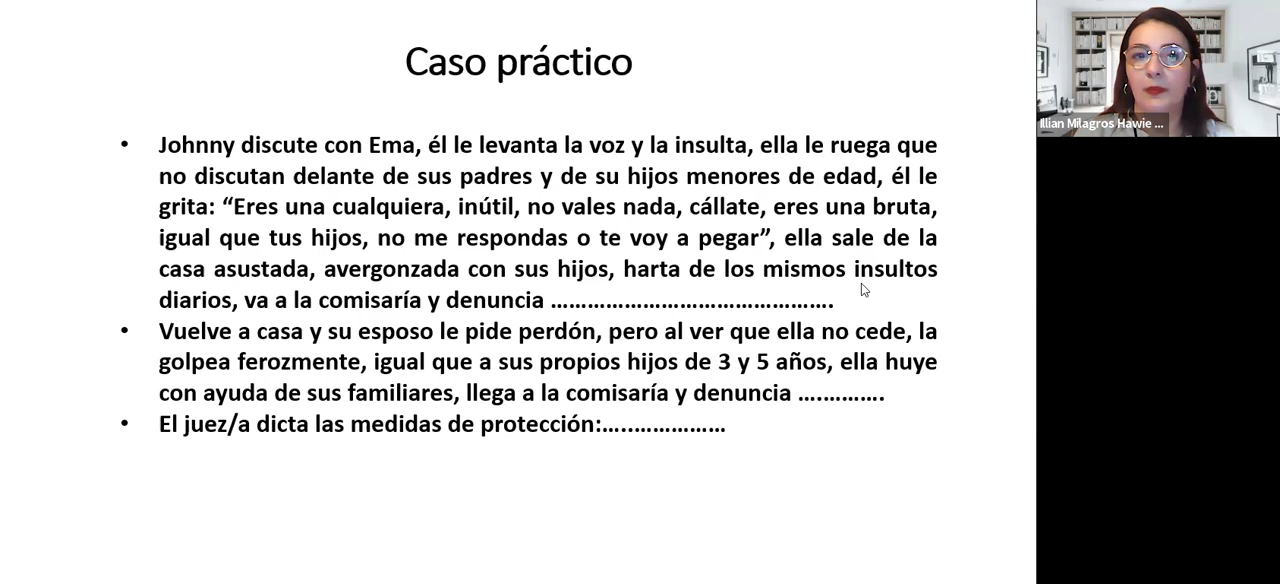 Caso práctico
• Johnny discute con Ema, él le levanta la voz y la insulta, ella le ruega que
no discutan delante de sus padres y de su hijos menores de edad, él le
grita: “Eres una cualquiera, inútil, no vales nada, cállate, eres una bruta,
igual que tus hijos, no me respondas o te voy a pegar”, ella sale de la
casa asustada, avergonzada con sus hijos, harta de los mismos insultos
diarios, va a la comisaría y denuncia …………………………………….
• Vuelve a casa y su esposo le pide perdón, pero al ver que ella no cede, la
golpea ferozmente, igual que a sus propios hijos de 3 y 5 años, ella huye
con ayuda de sus familiares, llega a la comisaría y denuncia ….……….
• El juez/a dicta las medidas de protección:…..……………
Illian Milagros Hawie ...